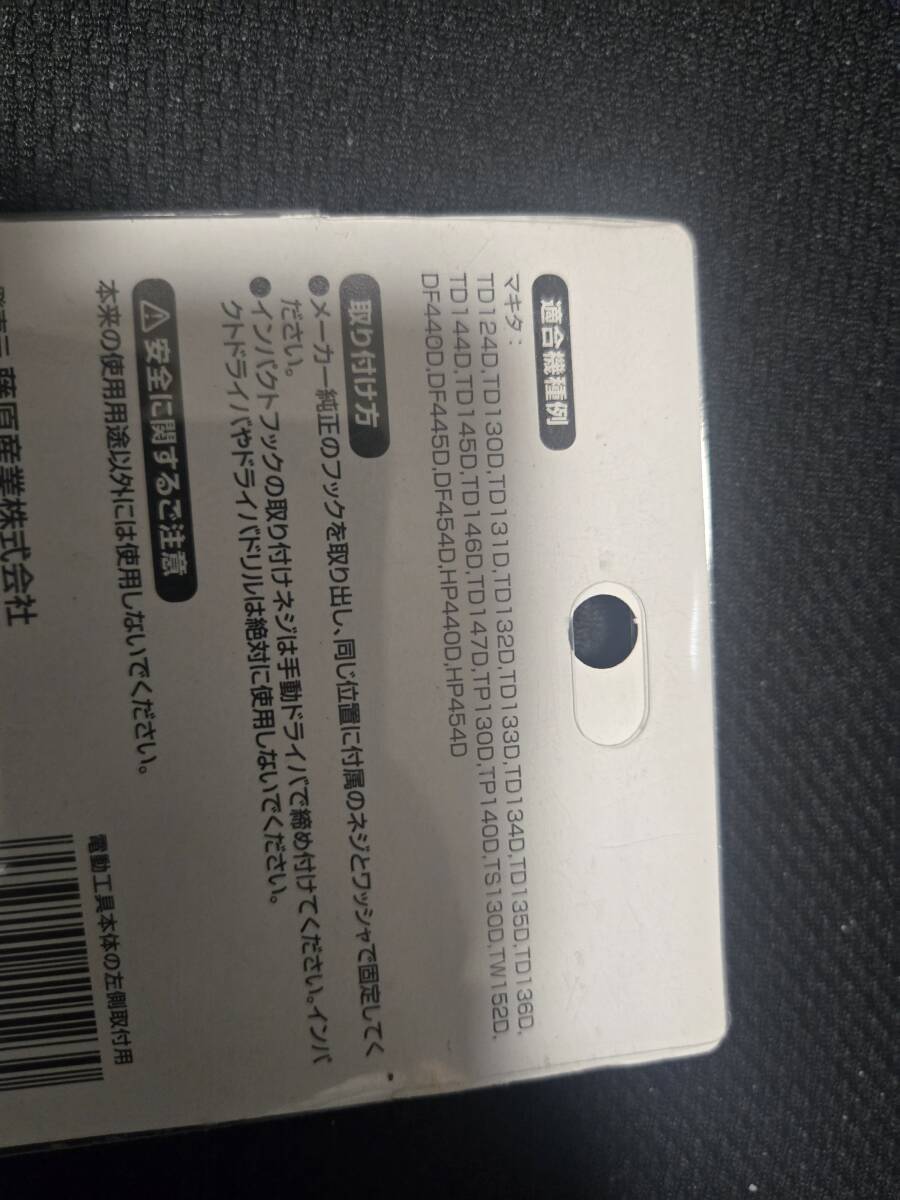 適合機種例
マキタ：
TD124D,TD130D,TD131D,TD132D,TD133D,TD134D,TD135D,TD136D,
TD144D,TD145D,TD146D,TD147D,TP130D,TP140D,TS130D,TW152D,
DF440D,DF445D,DF454D,HP440D,HP454D
取り付け方
●メーカー純正のフックを取り出し、同じ位置に付属のネジとワッシャで固定してく
ださい。
●インパクトフックの取り付けネジは手動ドライバで締め付けてください。インパ
クトドライバやドライバドリルは絶対に使用しないでください。
⚠安全に関するご注意
本来の使用用途以外には使用しないでください。
電動工具本体の左側取付用
藤原産業株式会社